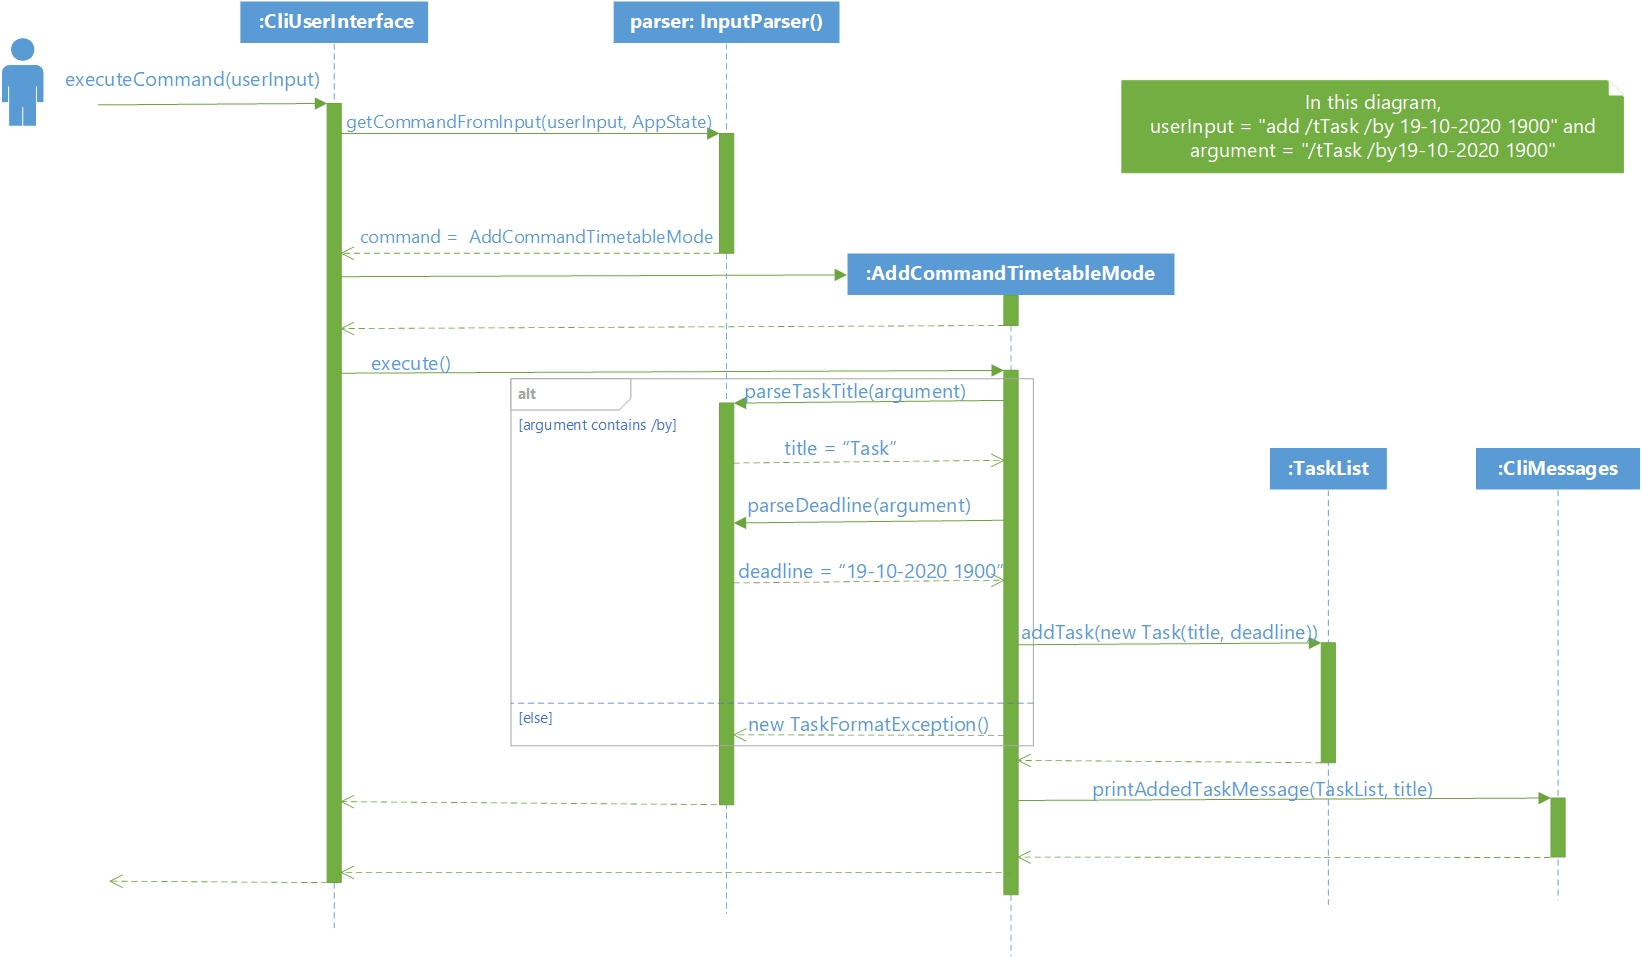 :CliUserInterface
parser: InputParser()
executeCommand(userInput)
In this diagram,
userInput = "add /tTask /by 19-10-2020 1900" and
argument = "/tTask /by19-10-2020 1900"
getCommandFromInput(userInput, AppState)
command =  AddCommandTimetableMode
:AddCommandTimetableMode
execute()
alt
parseTaskTitle(argument)
[argument contains /by]
title = “Task”
:TaskList
:CliMessages
parseDeadline(argument)
deadline = “19-10-2020 1900”
addTask(new Task(title, deadline))
[else]
new TaskFormatException()
printAddedTaskMessage(TaskList, title)